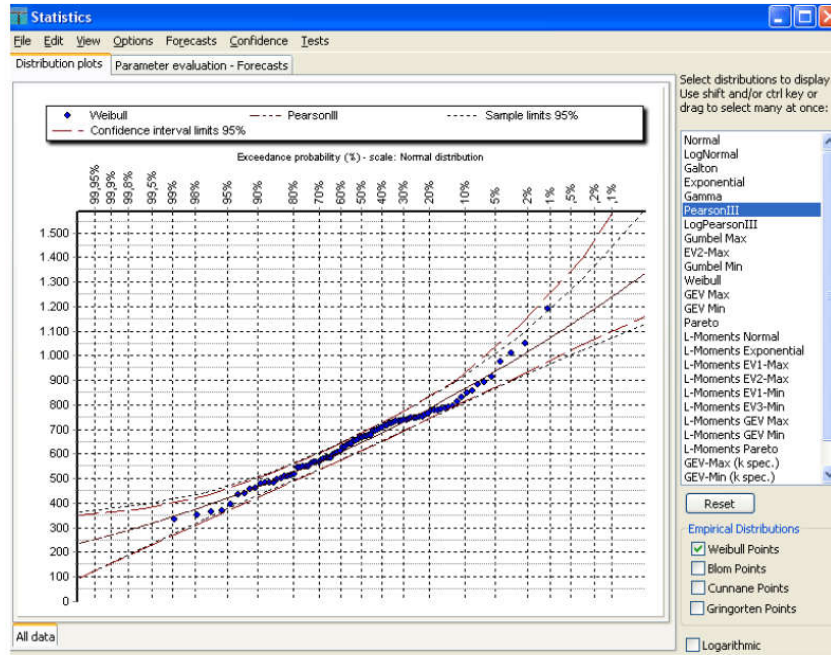 Statistics
File Edit View Options Forecasts Confidence Tests
Distribution plots Parameter evaluation - Forecasts
Weibull PearsonIII Sample limits 95%
Confidence interval limits 95%
Exceedance probability (%) - scale: Normal distribution
99,95% 99,9% 99,8% 99,5% 99% 98% 95% 90% 80% 70% 60% 50% 40% 30% 20% 10% 5% 2% 1% ,5% ,2% ,1%
1.500
1.400
1.300
1.200
1.100
1.000
900
800
700
600
500
400
300
200
100
0
All data
Select distributions to display
Use shift and/or ctrl key or
drag to select many at once:
Normal
LogNormal
Galton
Exponential
Gamma
PearsonIII
LogPearsonIII
Gumbel Max
EV2-Max
Gumbel Min
Weibull
GEV Max
GEV Min
Pareto
L-Moments Normal
L-Moments Exponential
L-Moments EV1-Max
L-Moments EV2-Max
L-Moments EV1-Min
L-Moments EV3-Min
L-Moments GEV Max
L-Moments GEV Min
L-Moments Pareto
GEV-Max (k spec.)
GEV-Min (k spec.)
Reset
Empirical Distributions
Weibull Points
Blom Points
Cunnane Points
Gringorten Points
Logarithmic